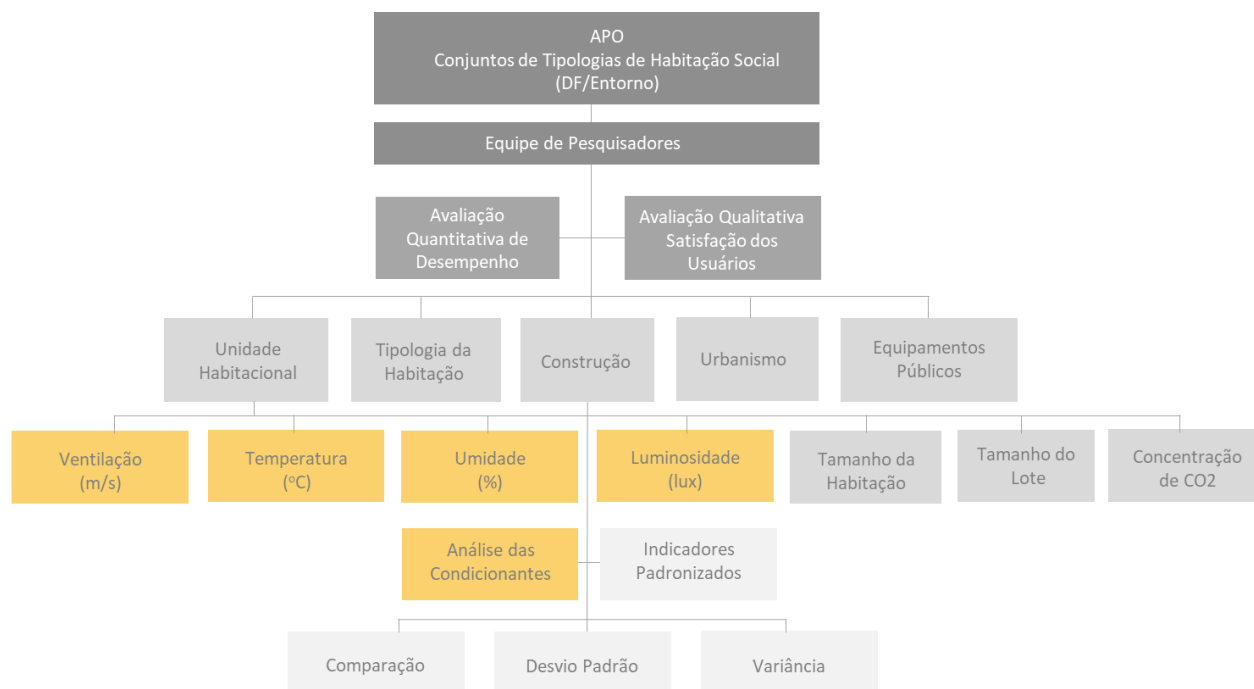 APO
Conjuntos de Tipologias de Habitação Social
(DF/Entorno)
Equipe de Pesquisadores
Avaliação
Quantitativa de
Desempenho
Avaliação Qualitativa
Satisfação dos
Usuários
Unidade
Habitacional
Tipologia da
Habitação
Construção
Urbanismo
Equipamentos
Públicos
Ventilação
(m/s)
Temperatura
(°C)
Umidade
(%)
Luminosidade
(lux)
Tamanho da
Habitação
Tamanho do
Lote
Concentração
de CO2
Análise das
Condicionantes
Indicadores
Padronizados
Comparação
Desvio Padrão
Variância